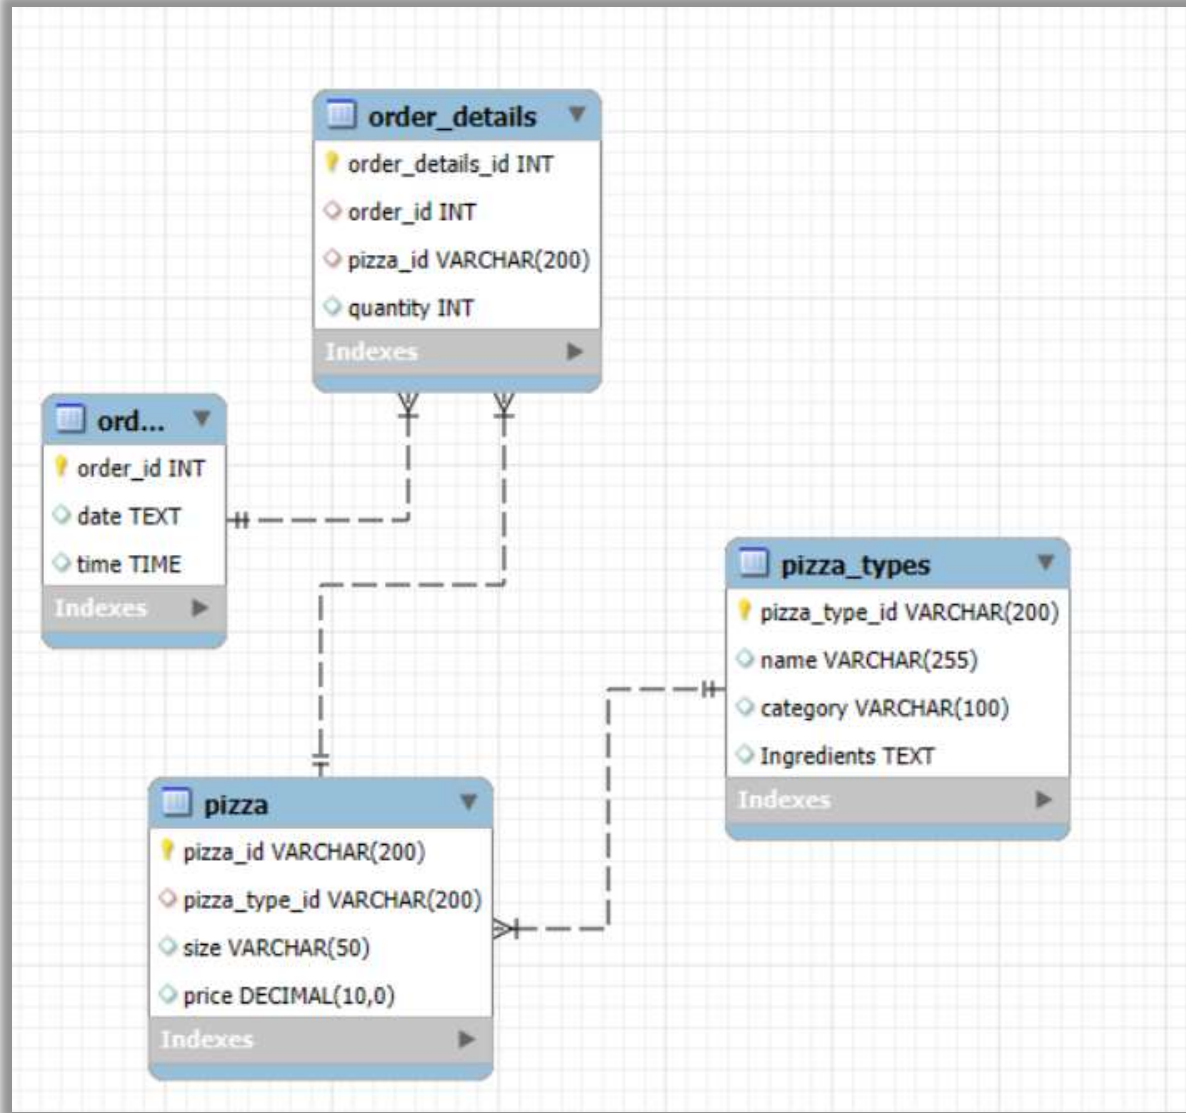 order_details
order_details_id INT
order_id INT
pizza_id VARCHAR(200)
quantity INT
Indexes
ord...
order_id INT
date TEXT
time TIME
Indexes
pizza_types
pizza_type_id VARCHAR(200)
name VARCHAR(255)
category VARCHAR(100)
Ingredients TEXT
Indexes
pizza
pizza_id VARCHAR(200)
pizza_type_id VARCHAR(200)
size VARCHAR(50)
price DECIMAL(10,0)
Indexes